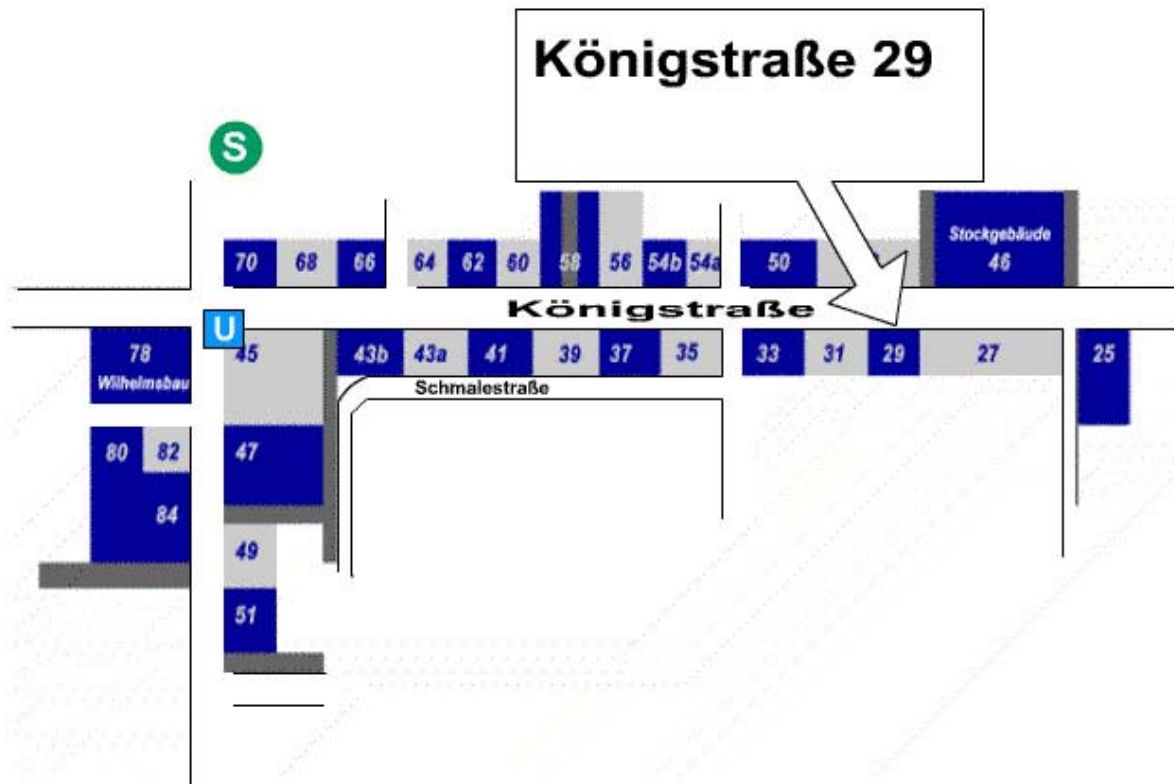 Königstraße 29
S
Stockgebäude
70 68 66 64 62 60 58 56 54b 54a 50 46
Königstraße
U
78 45 43b 43a 41 39 37 35 33 31 29 27 25
Wilhelmsbau
Schmalestraße
80 82 47
84
49
51